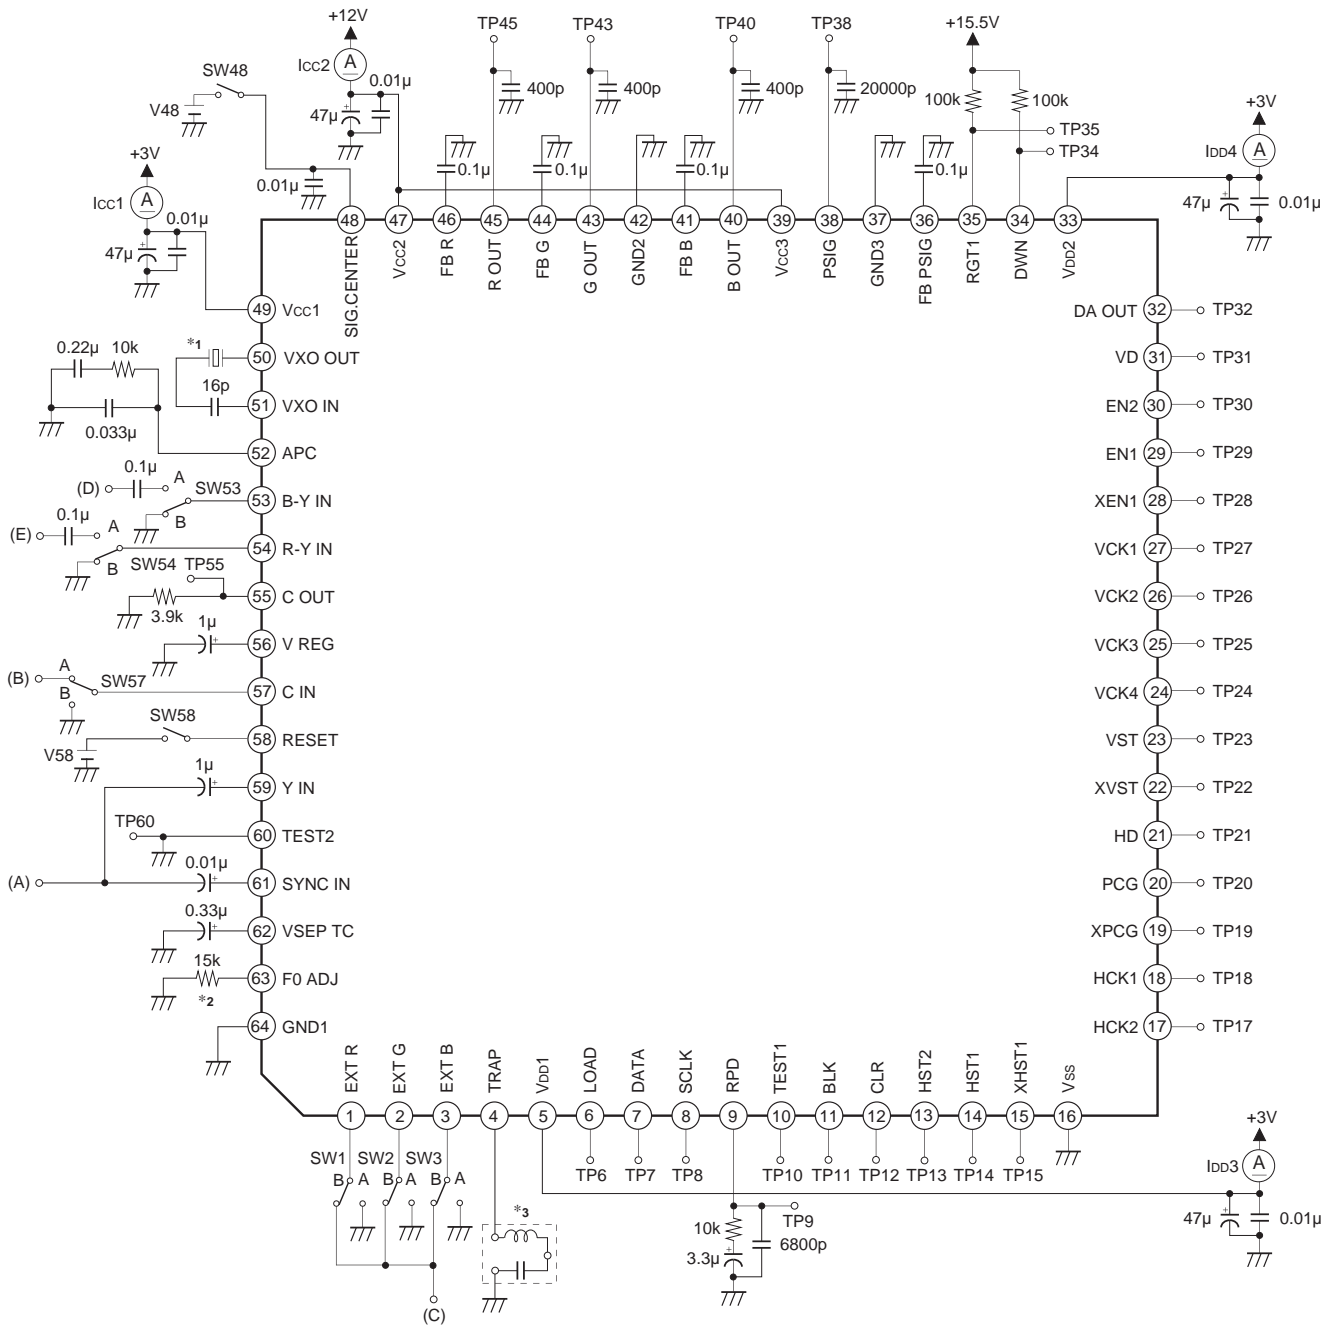 +12V
TP45
TP43
TP40
TP38
+15.5V
Icc2
A
0.01µ
SW48
V48
47µ
400p
400p
400p
20000p
100k
100k
TP35
TP34
+3V
IDD4
A
47µ
0.01µ
+3V
Icc1
A
0.01µ
47µ
0.01µ
0.1µ
0.1µ
0.1µ
0.1µ
48
47
46
45
44
43
42
41
40
39
38
37
36
35
34
33
SIG.CENTER
Vcc2
FB R
R OUT
FB G
G OUT
GND2
FB B
B OUT
Vcc3
PSIG
GND3
FB PSIG
RGT1
DWN
VDD2
49 Vcc1
DA OUT 32 TP32
*1
0.22µ
10k
50 VXO OUT
VD 31 TP31
16p
51 VXO IN
EN2 30 TP30
0.033µ
52 APC
EN1 29 TP29
0.1µ
(D)
A
SW53
B
53 B-Y IN
XEN1 28 TP28
0.1µ
(E)
A
B
SW54
54 R-Y IN
VCK1 27 TP27
TP55
3.9k
55 C OUT
VCK2 26 TP26
1µ
56 V REG
VCK3 25 TP25
(B)
A
B
SW57
57 C IN
VCK4 24 TP24
SW58
V58
58 RESET
VST 23 TP23
1µ
59 Y IN
XVST 22 TP22
TP60
60 TEST2
HD 21 TP21
(A)
0.01µ
61 SYNC IN
PCG 20 TP20
0.33µ
62 VSEP TC
XPCG 19 TP19
15k
*2
63 F0 ADJ
HCK1 18 TP18
64 GND1
HCK2 17 TP17
EXT R
EXT G
EXT B
TRAP
VDD1
LOAD
DATA
SCLK
RPD
TEST1
BLK
CLR
HST2
HST1
XHST1
Vss
1
2
3
4
5
6
7
8
9
10
11
12
13
14
15
16
SW1
SW2
SW3
B A
B A
B A
TP6
TP7
TP8
TP10
TP11
TP12
TP13
TP14
TP15
+3V
IDD3
A
47µ
0.01µ
*3
10k
3.3µ
TP9
6800p
(C)